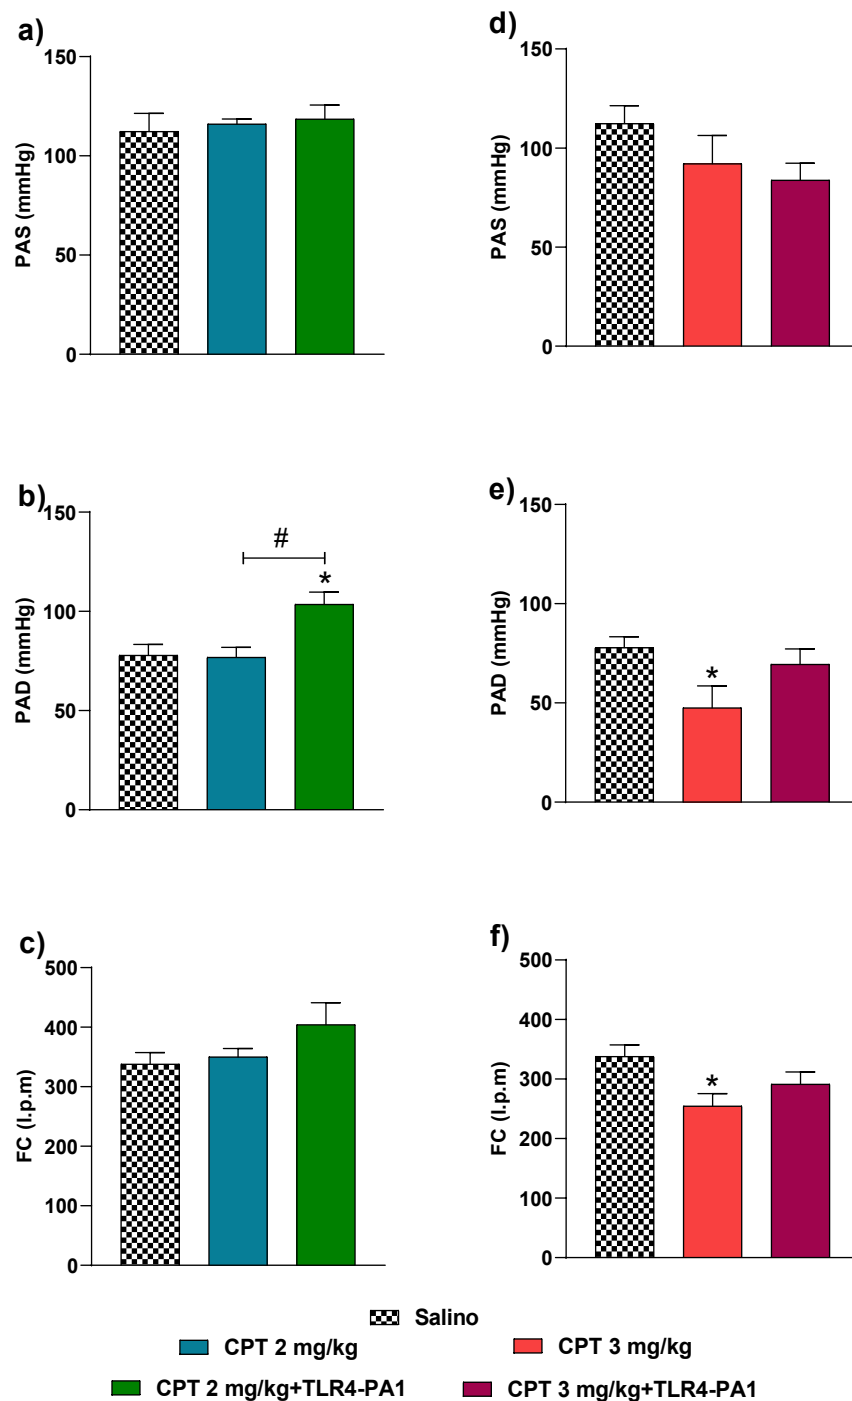 a)
150
100
50
0
PAS (mmHg)
d)
150
100
50
0
PAS (mmHg)
b)
150
100
50
0
PAD (mmHg)
#
*
e)
150
100
50
0
PAD (mmHg)
*
c)
500
400
300
200
100
0
FC (l.p.m)
f)
500
400
300
200
100
0
FC (l.p.m)
*
Salino
CPT 2 mg/kg
CPT 3 mg/kg
CPT 2 mg/kg+TLR4-PA1
CPT 3 mg/kg+TLR4-PA1